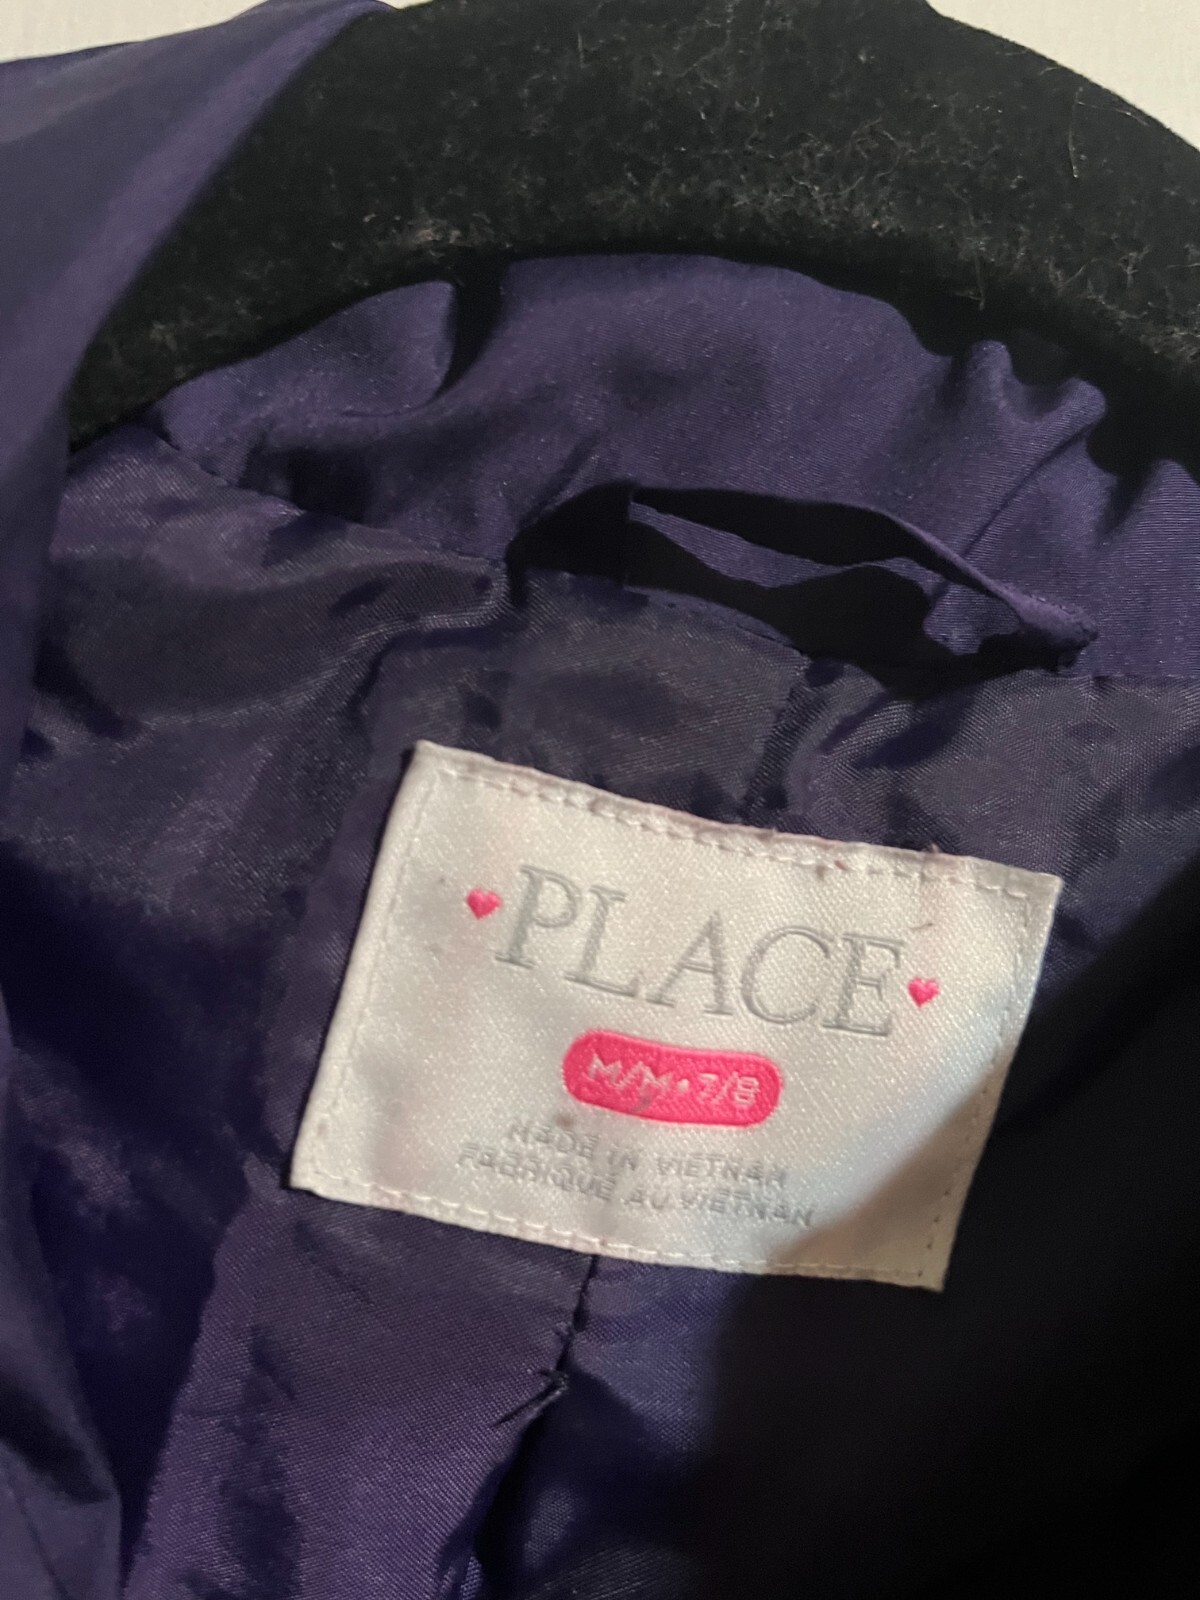 PLACE
M/M•7/8
MADE IN VIETNAM
FABRIQUÉ AU VIETNAM